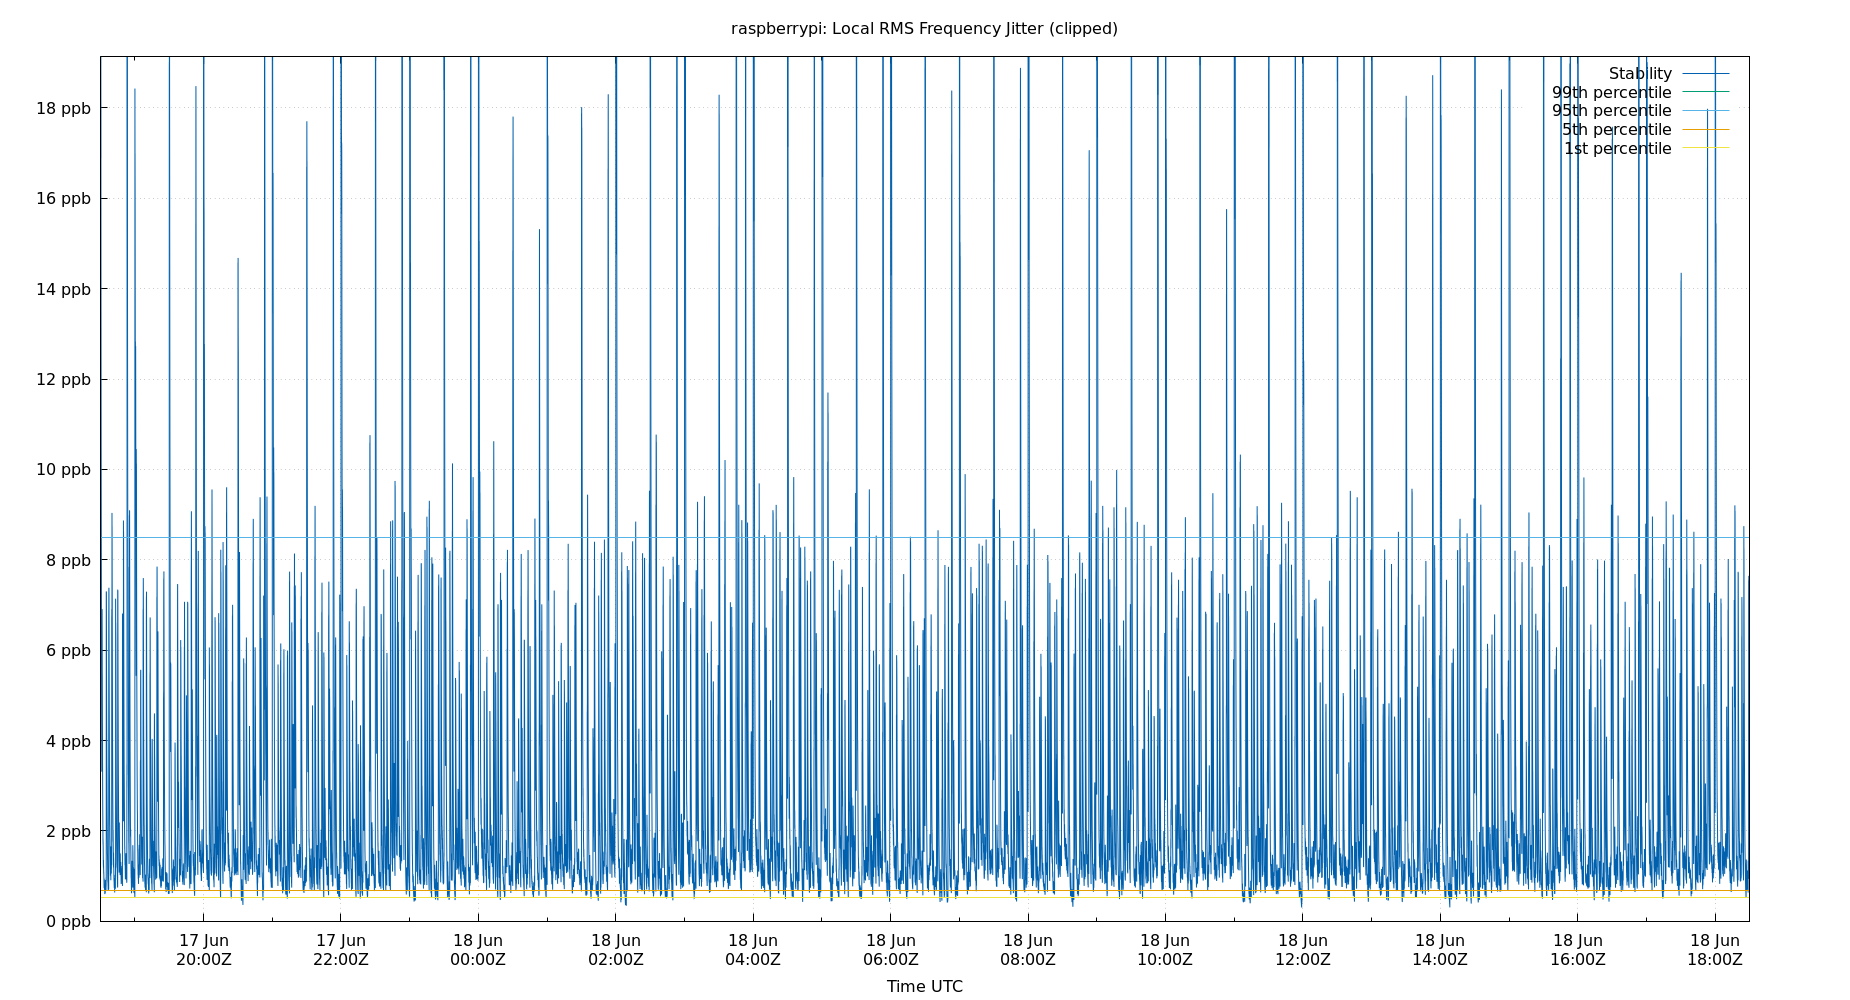 raspberrypi: Local RMS Frequency Jitter (clipped)
Stability
99th percentile
95th percentile
5th percentile
1st percentile
18 ppb
16 ppb
14 ppb
12 ppb
10 ppb
8 ppb
6 ppb
4 ppb
2 ppb
0 ppb
17 Jun 17 Jun 18 Jun 18 Jun 18 Jun 18 Jun 18 Jun 18 Jun 18 Jun 18 Jun 18 Jun 18 Jun
20:00Z 22:00Z 00:00Z 02:00Z 04:00Z 06:00Z 08:00Z 10:00Z 12:00Z 14:00Z 16:00Z 18:00Z
Time UTC